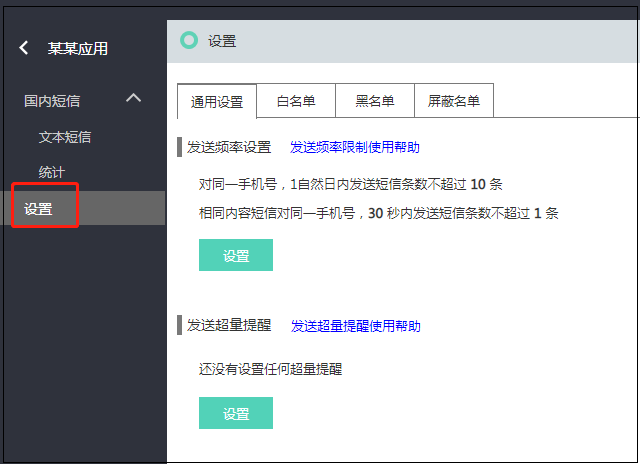 某某应用
国内短信
文本短信
统计
设置
设置
通用设置 白名单 黑名单 屏蔽名单
发送频率设置 发送频率限制使用帮助
对同一手机号，1自然日内发送短信条数不超过 10 条
相同内容短信对同一手机号，30 秒内发送短信条数不超过 1 条
设置
发送超量提醒 发送超量提醒使用帮助
还没有设置任何超量提醒
设置